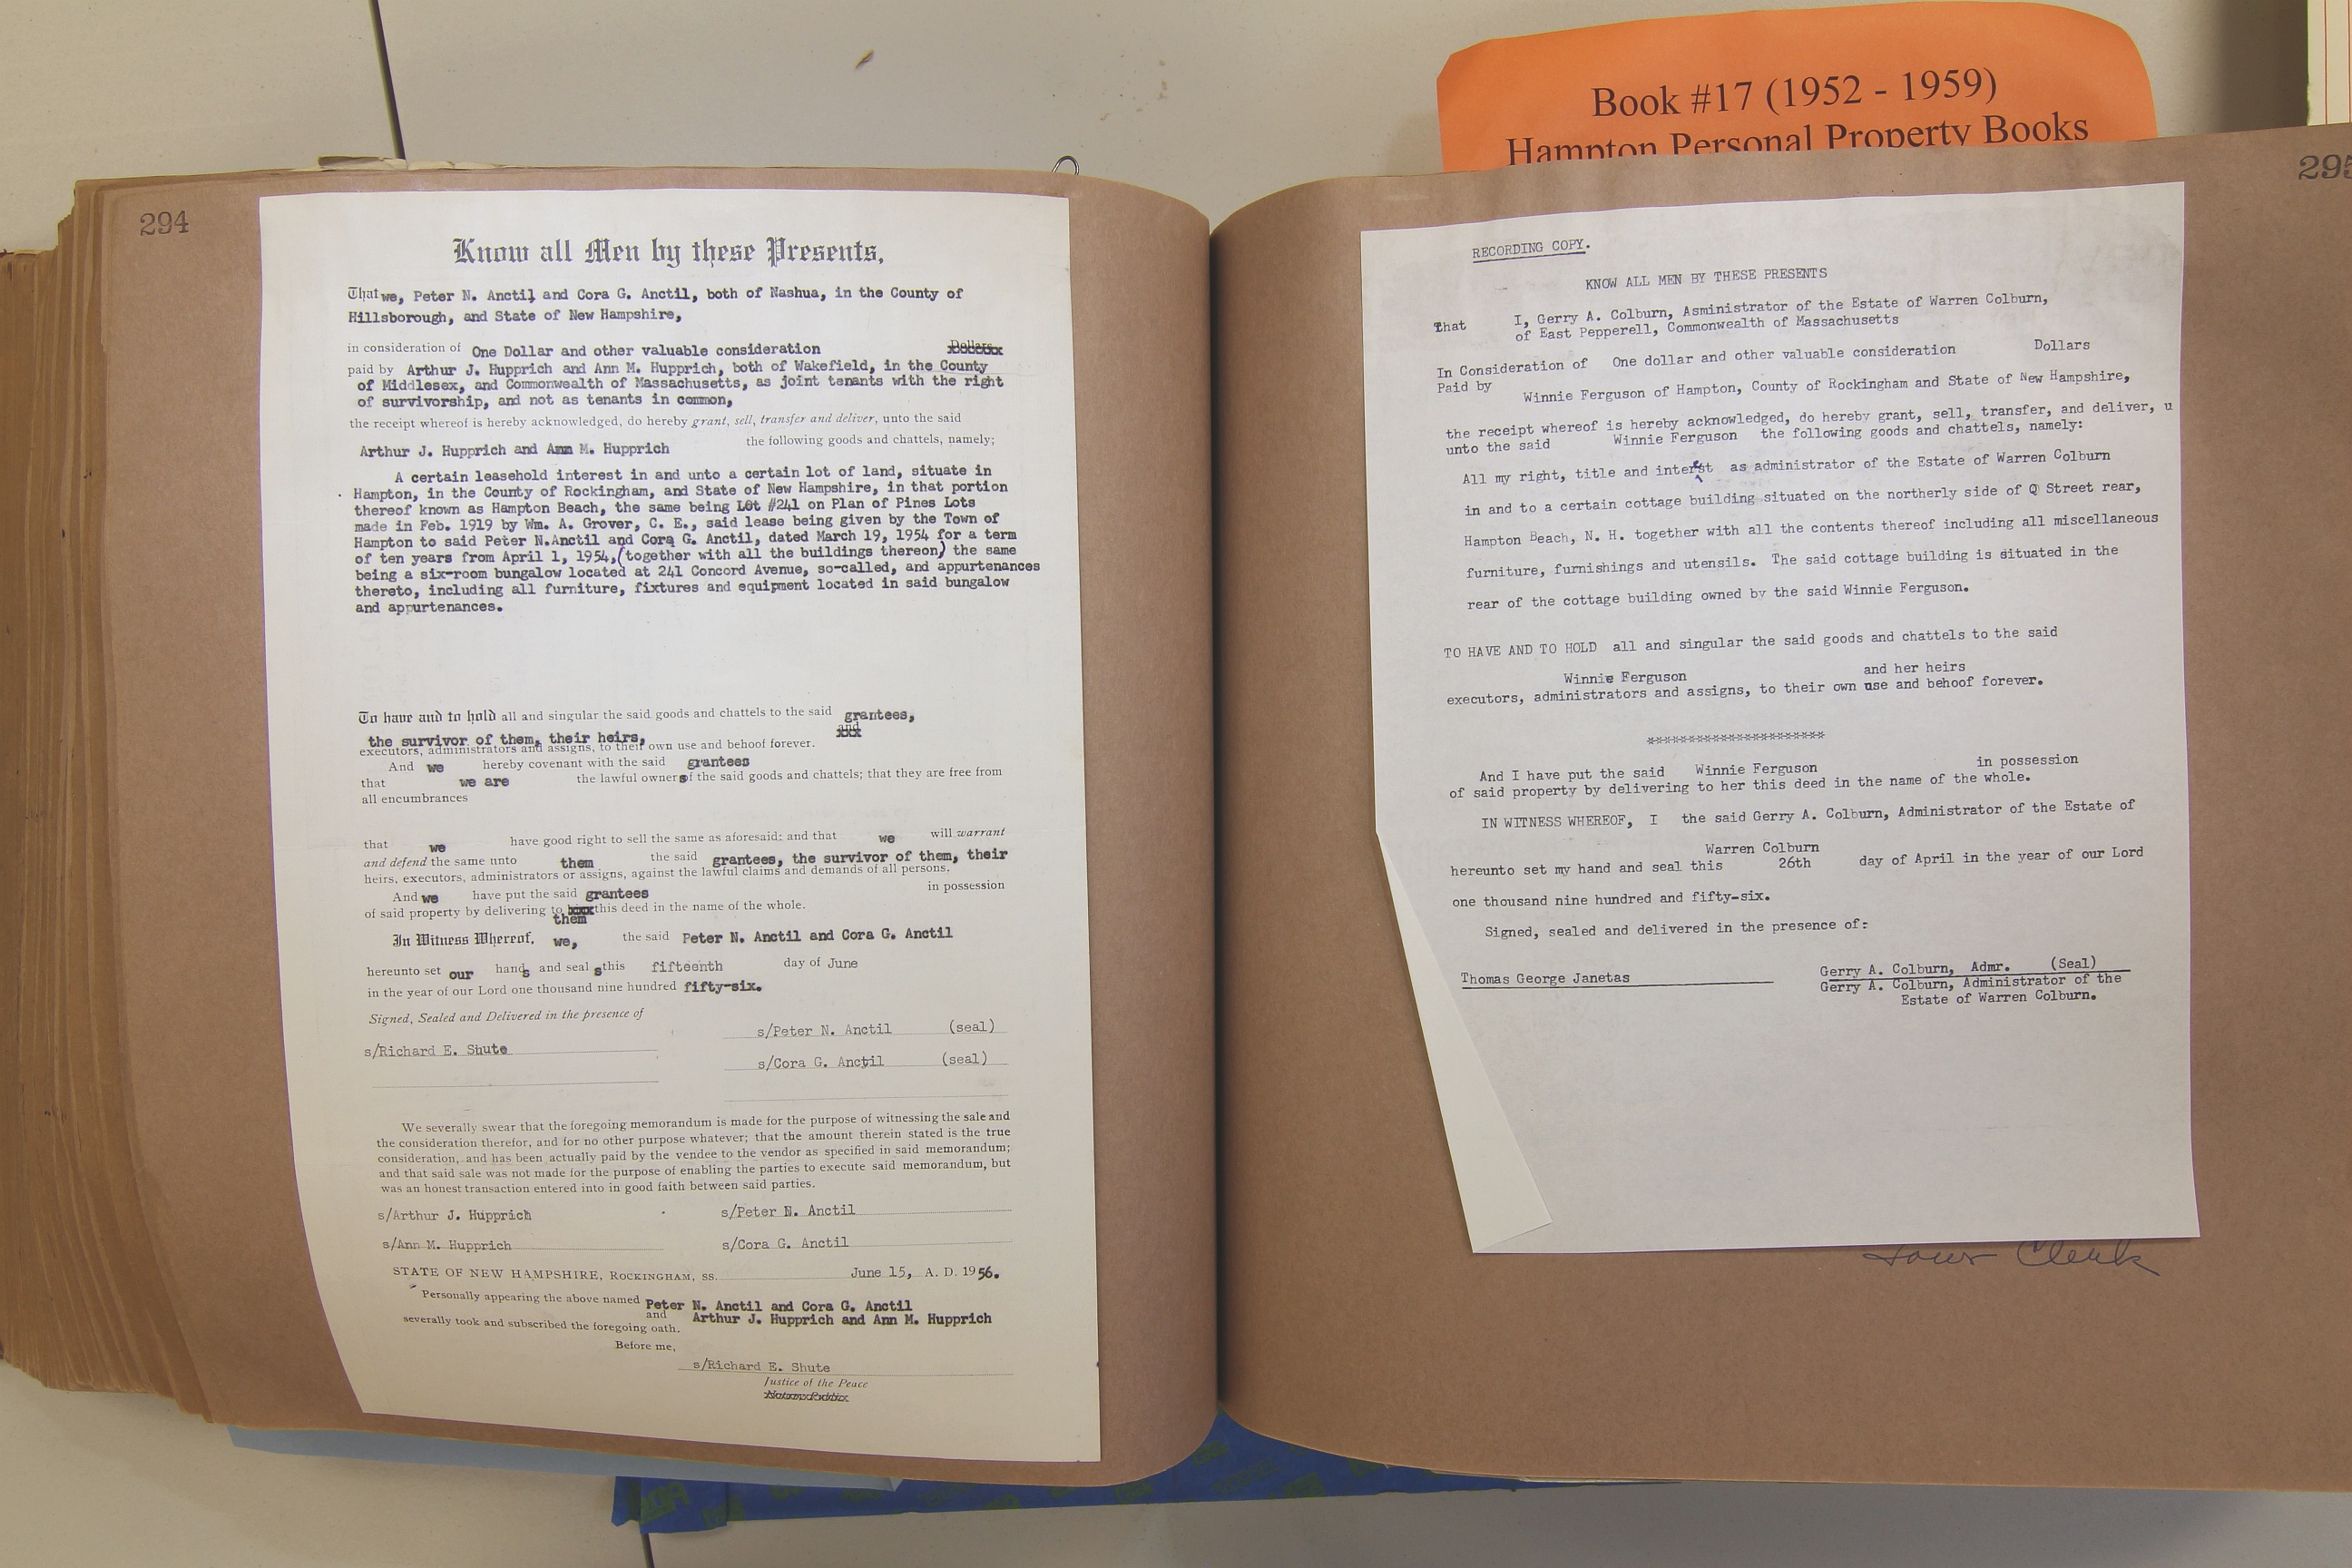 Book #17 (1952 - 1959)
Hampton Personal Property Books
294
Know all Men by these Presents,
That we, Peter N. Anctil and Cora G. Anctil, both of Nashua, in the County of
Hillsborough, and State of New Hampshire,
in consideration of One Dollar and other valuable consideration Dollars
paid by Arthur J. Hupprich and Ann M. Hupprich, both of Wakefield, in the County
of Middlesex, and Commonwealth of Massachusetts, as joint tenants with the right
of survivorship, and not as tenants in common,
the receipt whereof is hereby acknowledged, do hereby grant, sell, transfer and deliver, unto the said
Arthur J. Hupprich and Ann M. Hupprich the following goods and chattels, namely;
A certain leasehold interest in and unto a certain lot of land, situate in
Hampton, in the County of Rockingham, and State of New Hampshire, in that portion
thereof known as Hampton Beach, the same being Lot #241 on Plan of Pines Lots
made in Feb. 1919 by Wm. A. Grover, C. E., said lease being given by the Town of
Hampton to said Peter N.Anctil and Cora G. Anctil, dated March 19, 1954 for a term
of ten years from April 1, 1954,(together with all the buildings thereon) the same
being a six-room bungalow located at 241 Concord Avenue, so-called, and appurtenances
thereto, including all furniture, fixtures and equipment located in said bungalow
and appurtenances.
To have and to hold all and singular the said goods and chattels to the said grantees,
the survivor of them, their heirs, and
executors, administrators and assigns, to their own use and behoof forever.
And we hereby covenant with the said grantees
that we are the lawful owners of the said goods and chattels; that they are free from
all encumbrances
that we have good right to sell the same as aforesaid: and that we will warrant
and defend the same unto them the said grantees, the survivor of them, their
heirs, executors, administrators or assigns, against the lawful claims and demands of all persons.
And we have put the said grantees in possession
of said property by delivering to this deed in the name of the whole.
them
In Witness Whereof, we, the said Peter N. Anctil and Cora G. Anctil
hereunto set our hands and seals this fifteenth day of June
in the year of our Lord one thousand nine hundred fifty-six.
Signed, Sealed and Delivered in the presence of
s/Peter N. Anctil (seal)
s/Richard E. Shute
s/Cora G. Anctil (seal)
We severally swear that the foregoing memorandum is made for the purpose of witnessing the sale and
the consideration therefor, and for no other purpose whatever; that the amount therein stated is the true
consideration, and has been actually paid by the vendee to the vendor as specified in said memorandum;
and that said sale was not made for the purpose of enabling the parties to execute said memorandum, but
was an honest transaction entered into in good faith between said parties.
s/Arthur J. Hupprich s/Peter N. Anctil
s/Ann M. Hupprich s/Cora G. Anctil
STATE OF NEW HAMPSHIRE, ROCKINGHAM, SS. June 15, A. D. 1956.
Personally appearing the above named Peter N. Anctil and Cora G. Anctil
and
severally took and subscribed the foregoing oath. Arthur J. Hupprich and Ann M. Hupprich
Before me,
s/Richard E. Shute
Justice of the Peace
Notary Public
295
RECORDING COPY.
KNOW ALL MEN BY THESE PRESENTS
That I, Gerry A. Colburn, Asministrator of the Estate of Warren Colburn,
of East Pepperell, Commonwealth of Massachusetts
In Consideration of One dollar and other valuable consideration Dollars
Paid by Winnie Ferguson of Hampton, County of Rockingham and State of New Hampshire,
the receipt whereof is hereby acknowledged, do hereby grant, sell, transfer, and deliver, u
unto the said Winnie Ferguson the following goods and chattels, namely:
All my right, title and interest as administrator of the Estate of Warren Colburn
in and to a certain cottage building situated on the northerly side of Q Street rear,
Hampton Beach, N. H. together with all the contents thereof including all miscellaneous
furniture, furnishings and utensils. The said cottage building is situated in the
rear of the cottage building owned by the said Winnie Ferguson.
TO HAVE AND TO HOLD all and singular the said goods and chattels to the said
Winnie Ferguson and her heirs
executors, administrators and assigns, to their own use and behoof forever.
**********************
And I have put the said Winnie Ferguson in possession
of said property by delivering to her this deed in the name of the whole.
IN WITNESS WHEREOF, I the said Gerry A. Colburn, Administrator of the Estate of
Warren Colburn
hereunto set my hand and seal this 26th day of April in the year of our Lord
one thousand nine hundred and fifty-six.
Signed, sealed and delivered in the presence of:
Thomas George Janetas Gerry A. Colburn, Admr. (Seal)
Gerry A. Colburn, Administrator of the
Estate of Warren Colburn.
Town Clerk